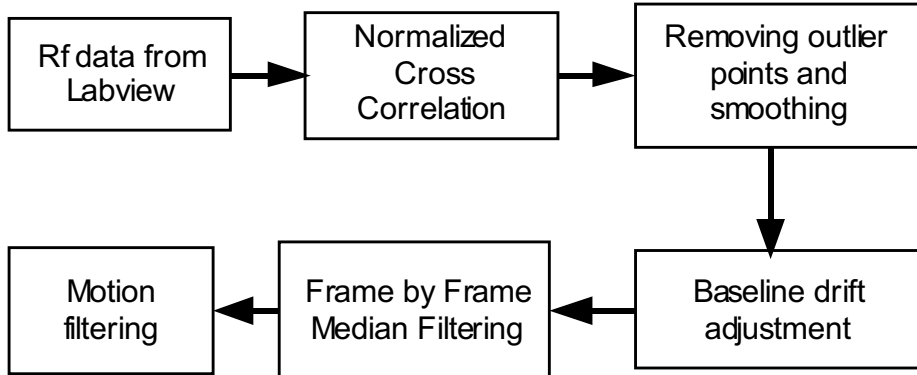 Rf data from
Labview
Normalized
Cross
Correlation
Removing outlier
points and
smoothing
Baseline drift
adjustment
Frame by Frame
Median Filtering
Motion
filtering